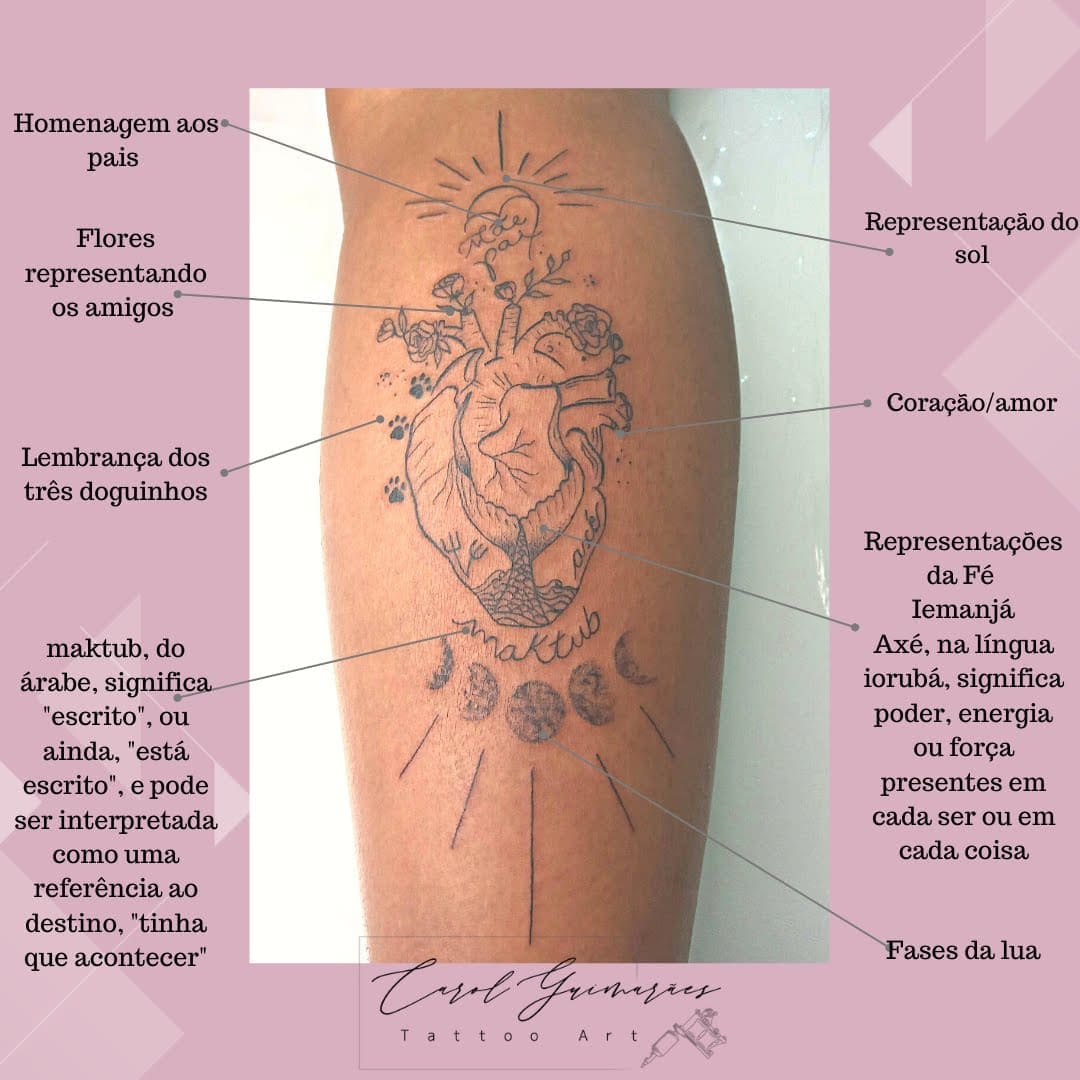 Homenagem aos
pais
Flores
representando
os amigos
Lembrança dos
três doguinhos
maktub, do
árabe, significa
"escrito", ou
ainda, "está
escrito", e pode
ser interpretada
como uma
referência ao
destino, "tinha
que acontecer"
mãe
pai
axé
maktub
Representação do
sol
Coração/amor
Representações
da Fé
Iemanjá
Axé, na língua
iorubá, significa
poder, energia
ou força
presentes em
cada ser ou em
cada coisa
Fases da lua
Carol Guimarães
Tattoo Art